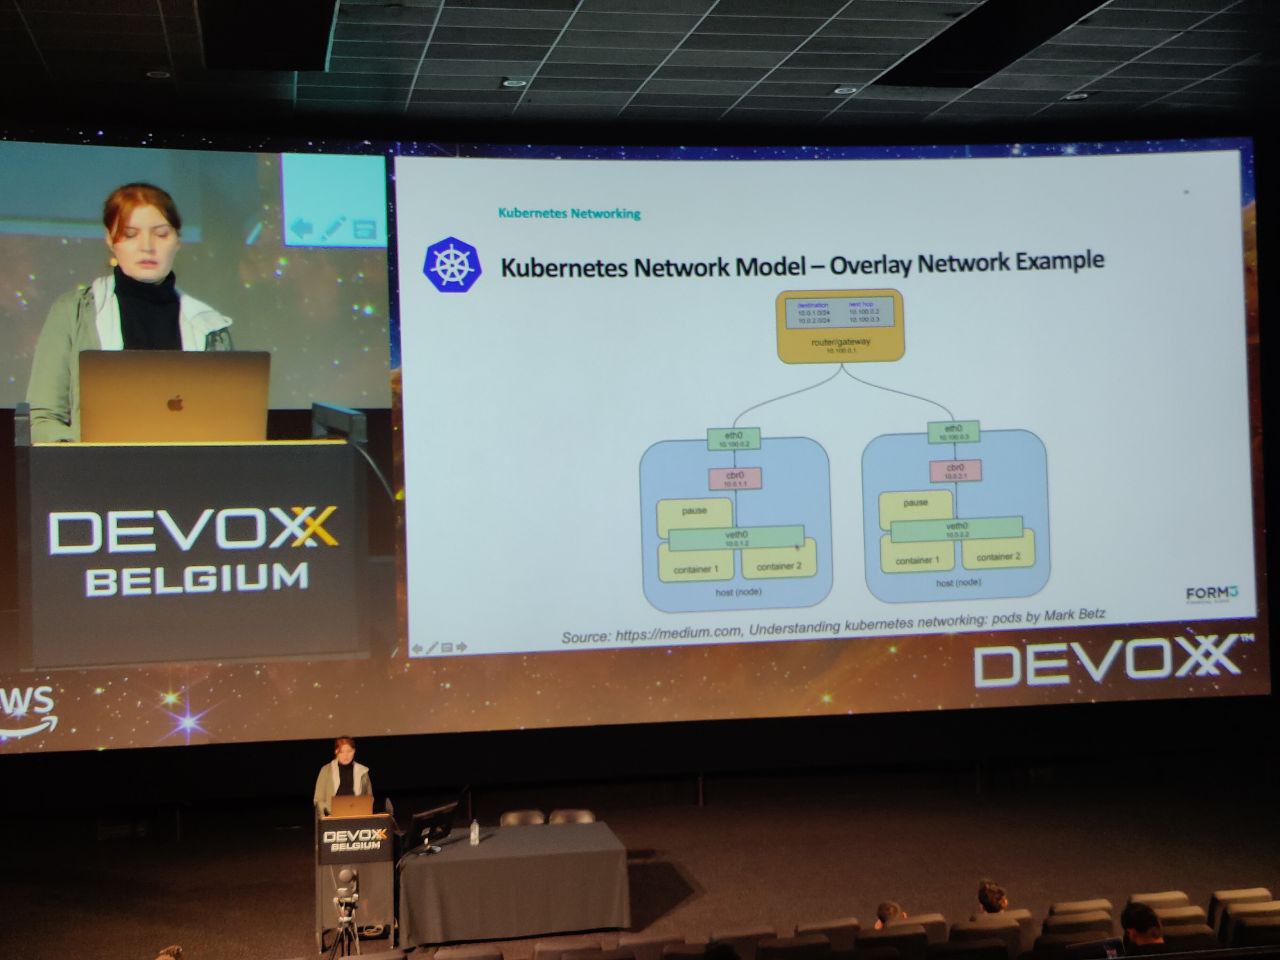 Kubernetes Networking
Kubernetes Network Model – Overlay Network Example
destination next hop
10.0.1.0/24 10.100.0.2
10.0.2.0/24 10.100.0.3
router/gateway
10.100.0.1
eth0
10.100.0.2
cbr0
10.0.1.1
pause
veth0
10.0.1.2
container 1
container 2
host (node)
eth0
10.100.0.3
cbr0
10.0.2.1
pause
veth0
10.0.2.2
container 1
container 2
host (node)
FORM3
FINANCIAL CLOUD
Source: https://medium.com, Understanding kubernetes networking: pods by Mark Betz
DEVOXX™
DEVOXX
BELGIUM
WS
DEVOXX
BELGIUM